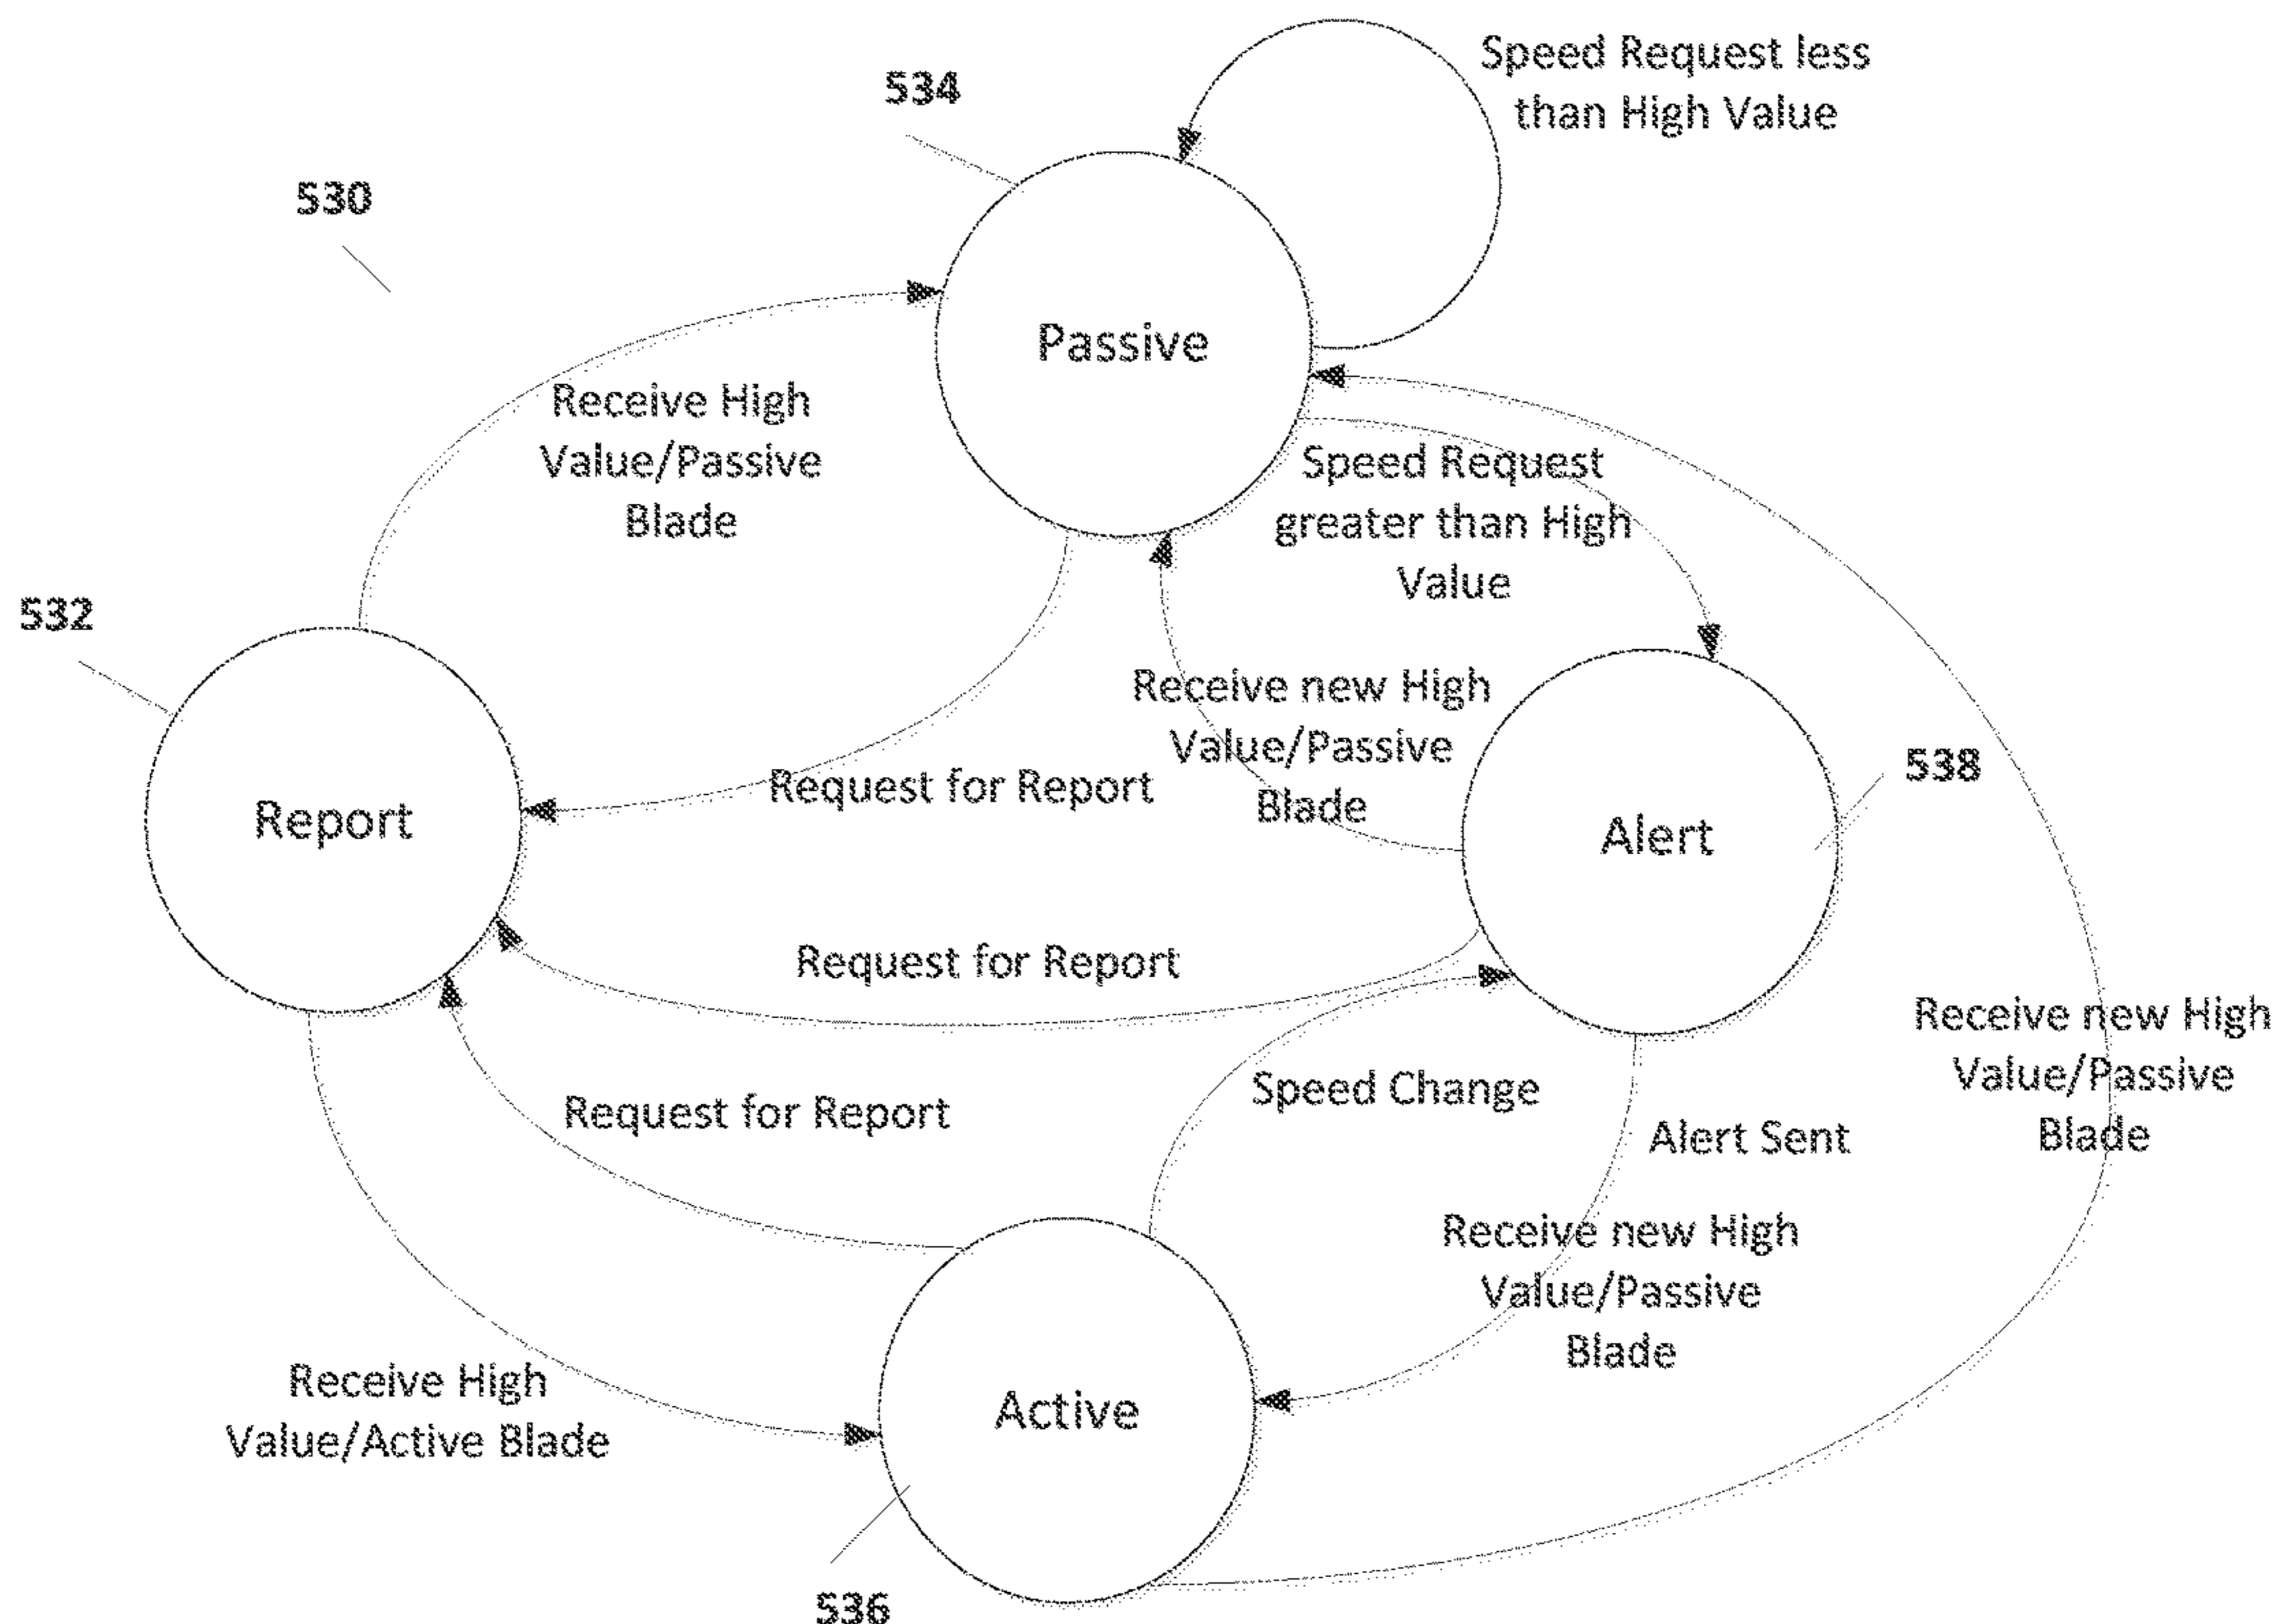 Speed Request less
than High Value
534
530
Passive
Receive High
Value/Passive
Blade
Speed Request
greater than High
Value
532
Receive new High
Value/Passive
Blade
Request for Report
538
Report
Alert
Request for Report
Receive new High
Value/Passive
Blade
Speed Change
Request for Report
Alert Sent
Receive new High
Value/Passive
Blade
Receive High
Value/Active Blade
Active
536